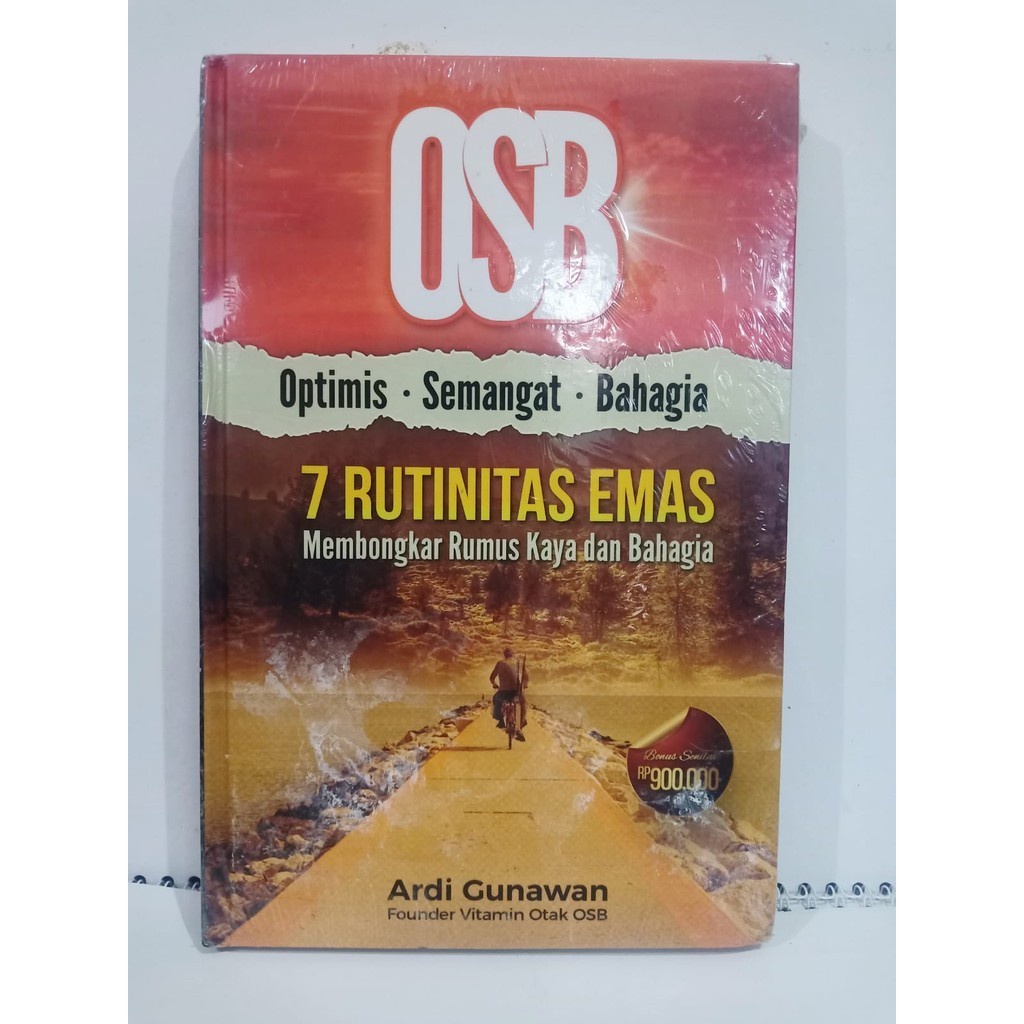 OSB
Optimis · Semangat · Bahagia
7 RUTINITAS EMAS
Membongkar Rumus Kaya dan Bahagia
Bonus Senilai
RP900.000
Ardi Gunawan
Founder Vitamin Otak OSB